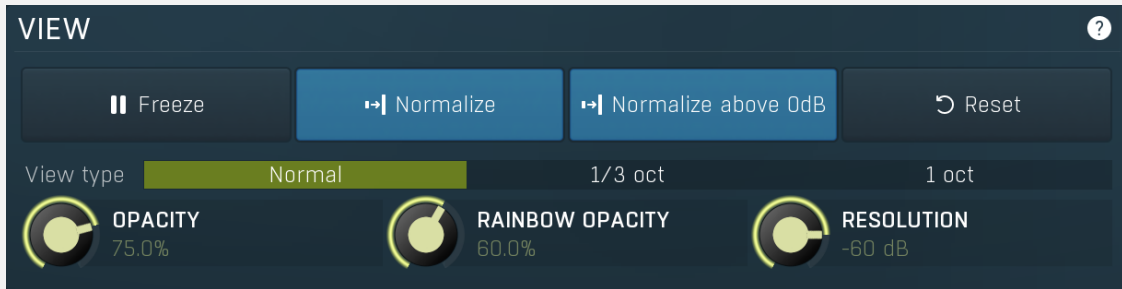 VIEW ?
Freeze Normalize Normalize above 0dB Reset
View type Normal 1/3 oct 1 oct
OPACITY RAINBOW OPACITY RESOLUTION
75.0% 60.0% -60 dB